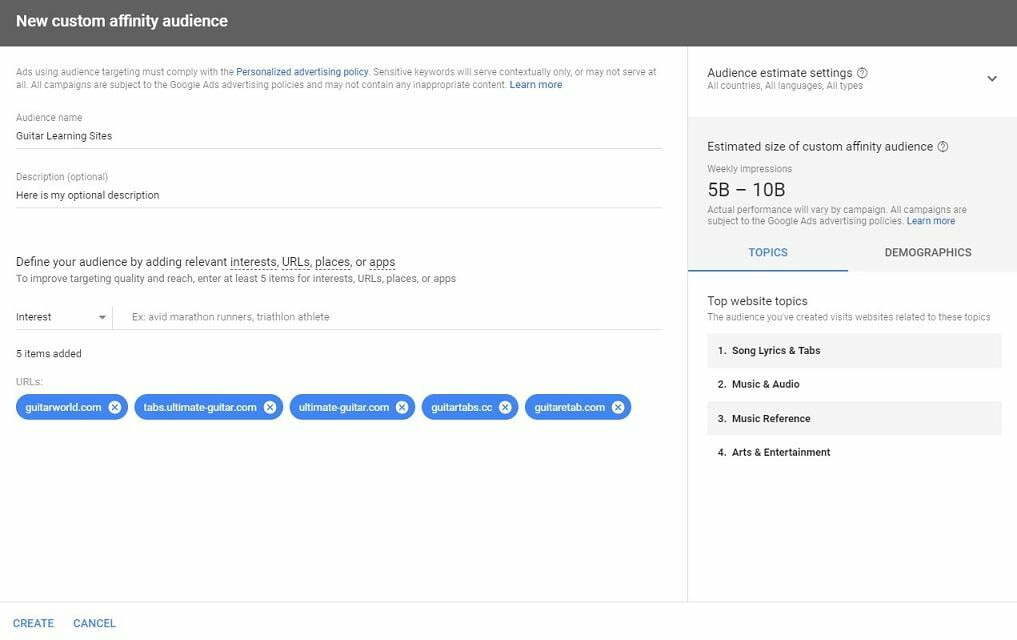 New custom affinity audience
Ads using audience targeting must comply with the Personalized advertising policy. Sensitive keywords will serve contextually only, or may not serve at
all. All campaigns are subject to the Google Ads advertising policies and may not contain any inappropriate content. Learn more
Audience name
Guitar Learning Sites
Description (optional)
Here is my optional description
Define your audience by adding relevant interests, URLs, places, or apps
To improve targeting quality and reach, enter at least 5 items for interests, URLs, places, or apps
Interest
Ex: avid marathon runners, triathlon athlete
5 items added
URLs:
guitarworld.com tabs.ultimate-guitar.com ultimate-guitar.com guitartabs.cc guitaretab.com
Audience estimate settings
All countries, All languages, All types
Estimated size of custom affinity audience
Weekly impressions
5B – 10B
Actual performance will vary by campaign. All campaigns are
subject to the Google Ads advertising policies. Learn more
TOPICS DEMOGRAPHICS
Top website topics
The audience you've created visits websites related to these topics
1. Song Lyrics & Tabs
2. Music & Audio
3. Music Reference
4. Arts & Entertainment
CREATE CANCEL